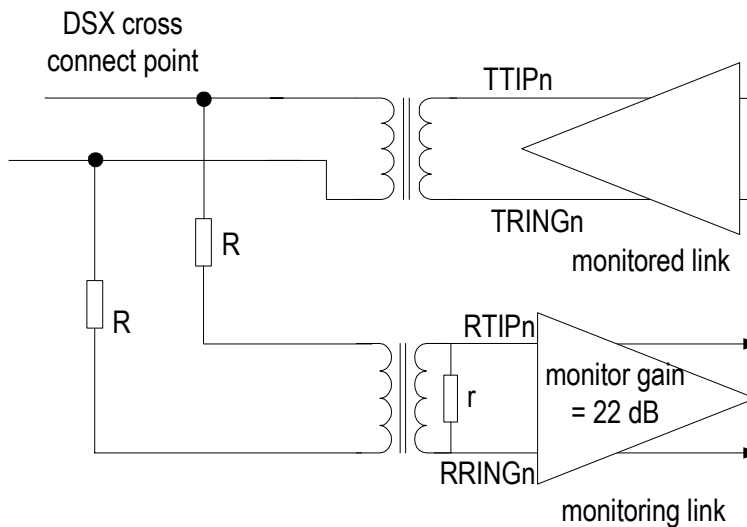 DSX cross
connect point
TTIPn
TRINGn
monitored link
R
R
RTIPn
monitor gain
= 22 dB
r
RRINGn
monitoring link